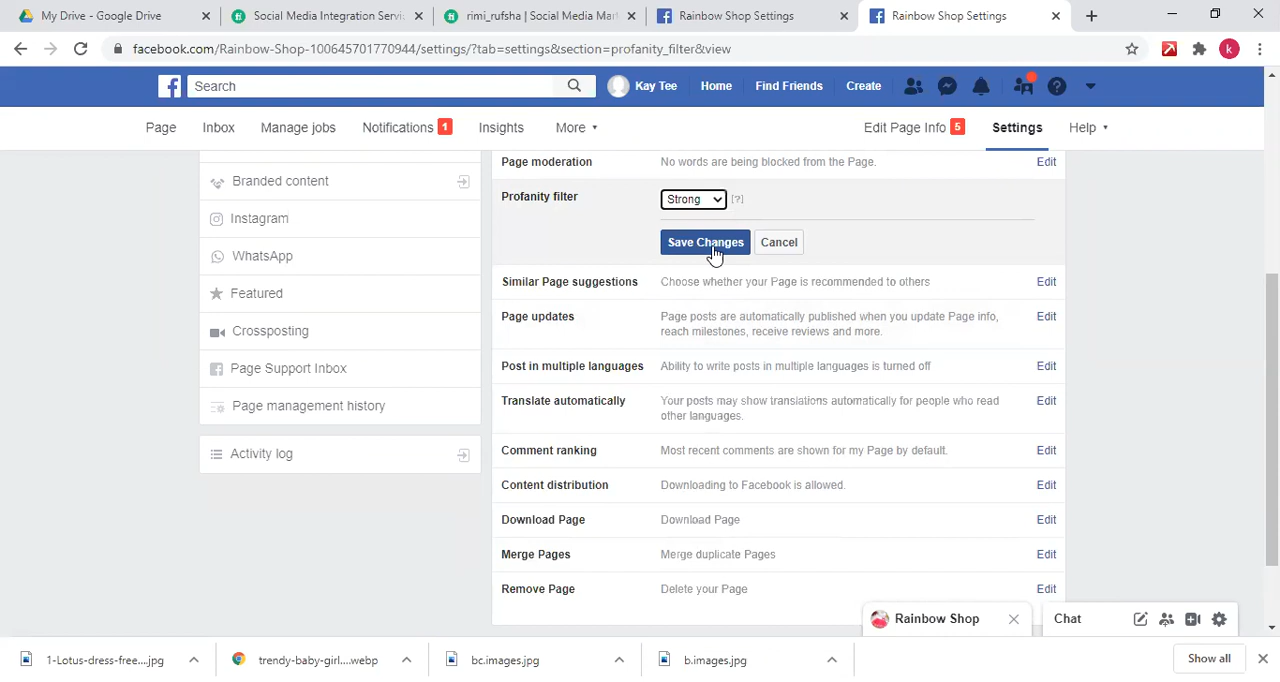 My Drive - Google Drive
Social Media Integration Servic
rimi_rufsha | Social Media Mar
Rainbow Shop Settings
Rainbow Shop Settings
facebook.com/Rainbow-Shop-100645701770944/settings/?tab=settings&section=profanity_filter&view
k
Search
Kay Tee
Home
Find Friends
Create
Page
Inbox
Manage jobs
Notifications 1
Insights
More
Edit Page Info 5
Settings
Help
Branded content
Instagram
WhatsApp
Featured
Crossposting
Page Support Inbox
Page management history
Activity log
Page moderation No words are being blocked from the Page. Edit
Profanity filter Strong [?]
Save Changes Cancel
Similar Page suggestions Choose whether your Page is recommended to others Edit
Page updates Page posts are automatically published when you update Page info, Edit
reach milestones, receive reviews and more.
Post in multiple languages Ability to write posts in multiple languages is turned off Edit
Translate automatically Your posts may show translations automatically for people who read Edit
other languages.
Comment ranking Most recent comments are shown for my Page by default. Edit
Content distribution Downloading to Facebook is allowed. Edit
Download Page Download Page Edit
Merge Pages Merge duplicate Pages Edit
Remove Page Delete your Page Edit
Rainbow Shop
Chat
1-Lotus-dress-free....jpg
trendy-baby-girl....webp
bc.images.jpg
b.images.jpg
Show all